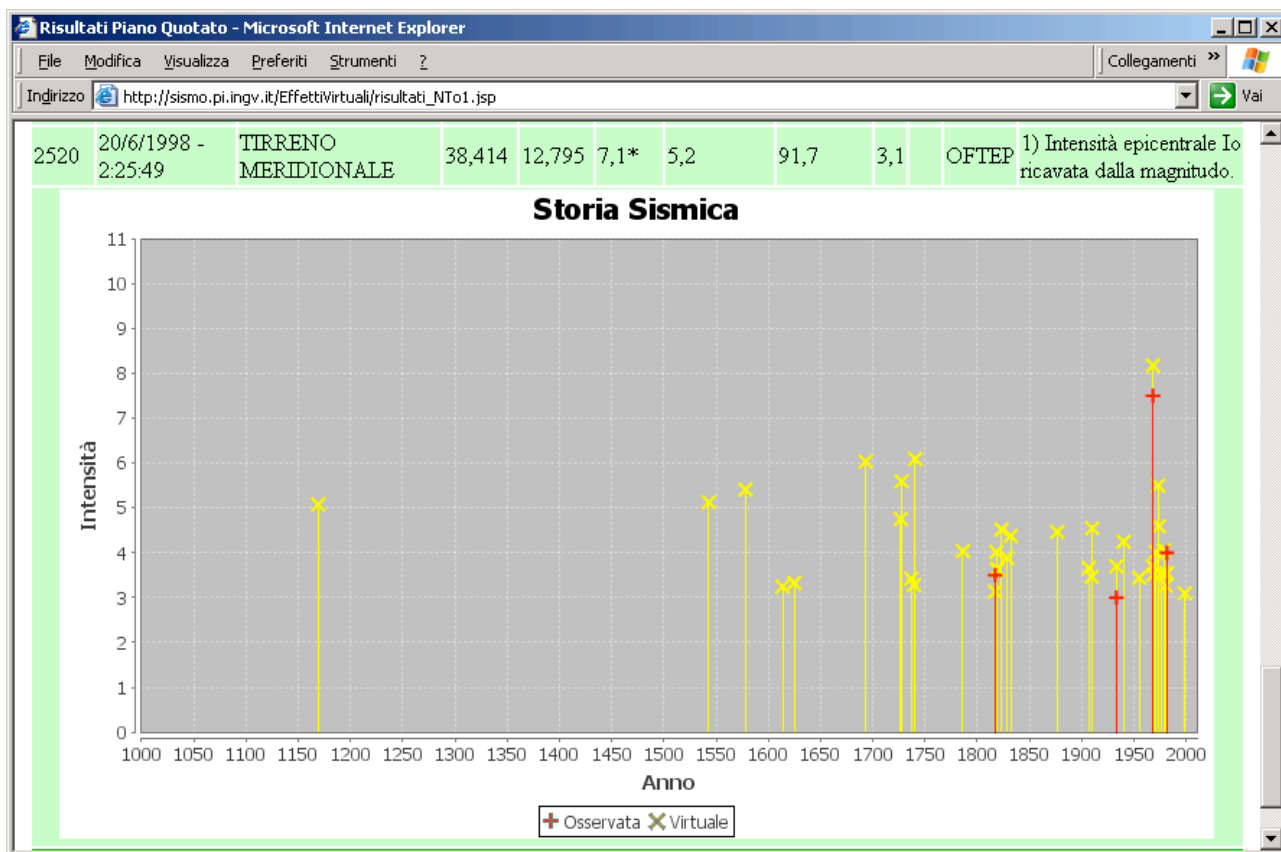 Risultati Piano Quotato - Microsoft Internet Explorer
File Modifica Visualizza Preferiti Strumenti ? Collegamenti »
Indirizzo http://sismo.pi.ingv.it/EffettiVirtuali/risultati_NTo1.jsp Vai
2520 20/6/1998 - 2:25:49 TIRRENO MERIDIONALE 38,414 12,795 7,1* 5,2 91,7 3,1 OFTEP 1) Intensità epicentrale Io ricavata dalla magnitudo.
Storia Sismica
11
10
9
8
7
6
5
4
3
2
1
0
Intensità
1000 1050 1100 1150 1200 1250 1300 1350 1400 1450 1500 1550 1600 1650 1700 1750 1800 1850 1900 1950 2000
Anno
Osservata Virtuale